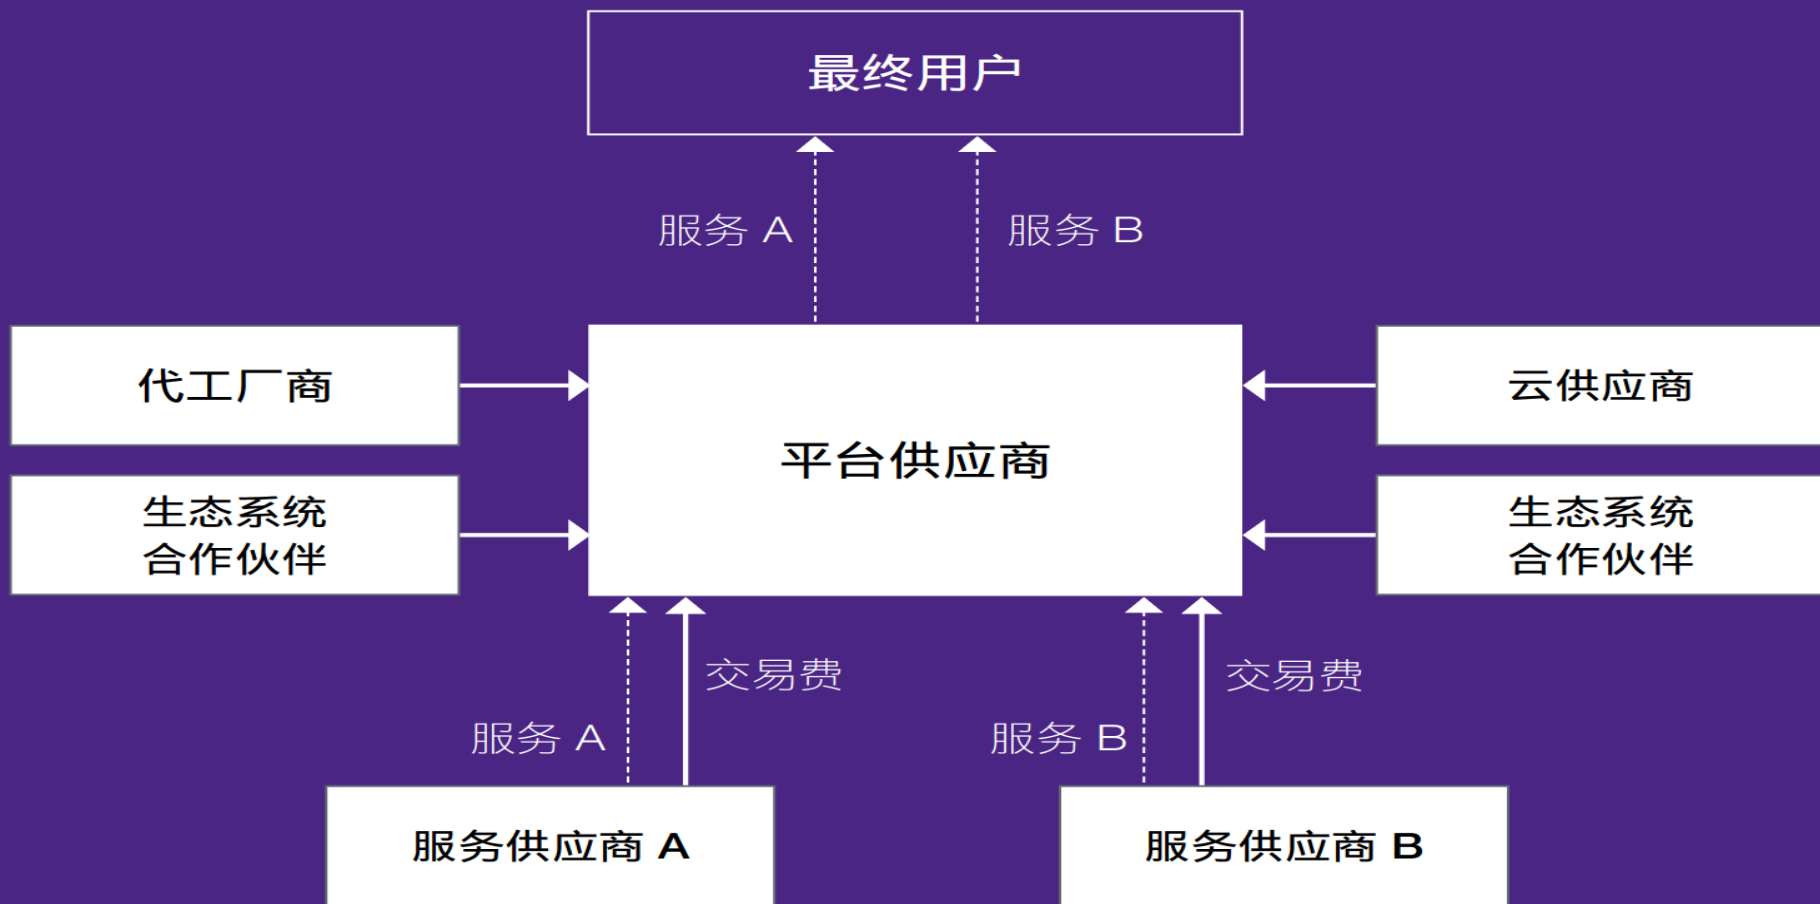 最终用户
服务 A
服务 B
代工厂商
云供应商
平台供应商
生态系统
合作伙伴
生态系统
合作伙伴
交易费
交易费
服务 A
服务 B
服务供应商 A
服务供应商 B